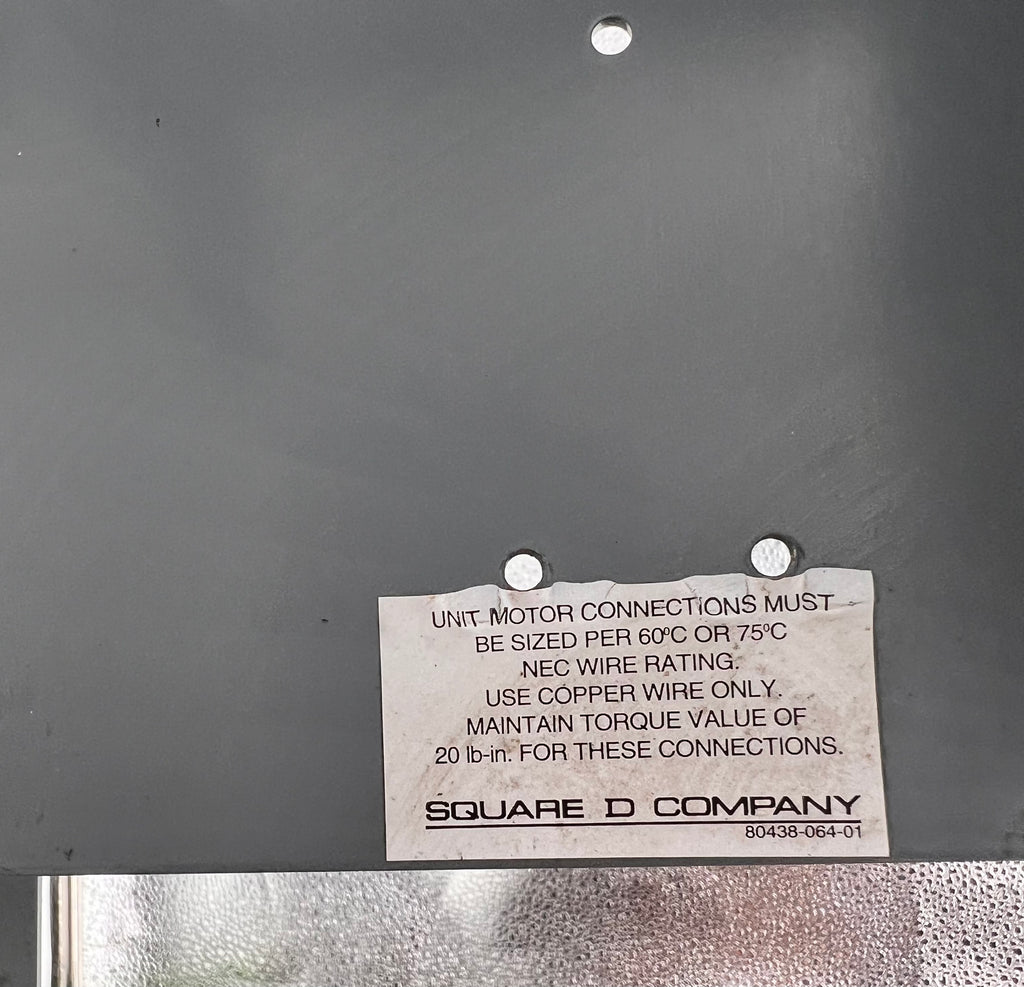 UNIT MOTOR CONNECTIONS MUST
BE SIZED PER 60ºC OR 75ºC
NEC WIRE RATING.
USE COPPER WIRE ONLY.
MAINTAIN TORQUE VALUE OF
20 lb-in. FOR THESE CONNECTIONS.
SQUARE D COMPANY
80438-064-01